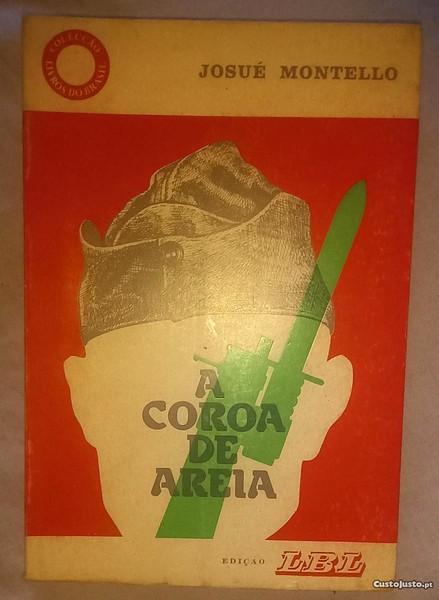 COLECÇÃO
LIVROS DO BRASIL
JOSUÉ MONTELLO
A
COROA
DE
AREIA
EDIÇÃO LBL
CustoJusto.pt